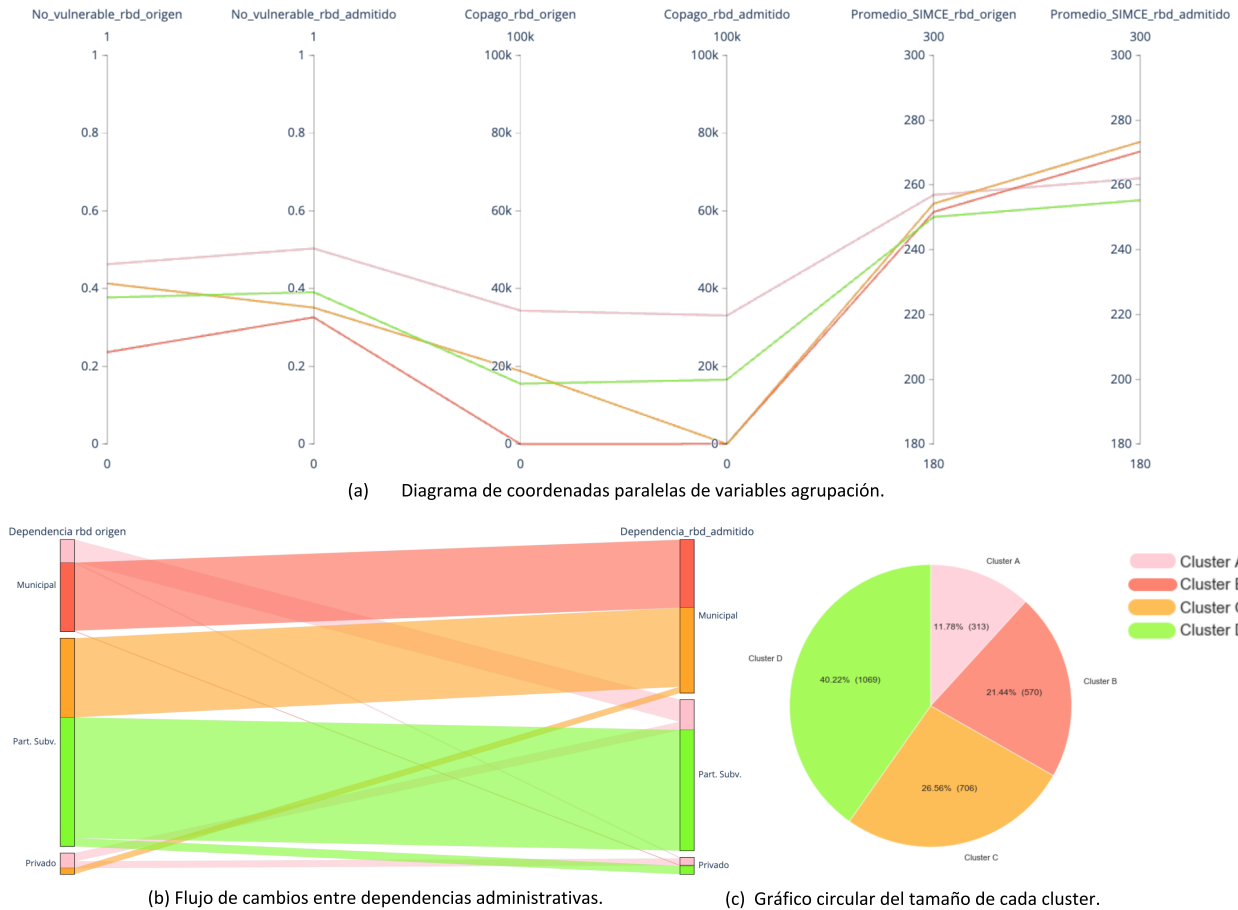 No_vulnerable_rbd_origen No_vulnerable_rbd_admitido Copago_rbd_origen Copago_rbd_admitido Promedio_SIMCE_rbd_origen Promedio_SIMCE_rbd_admitido
1 1 100k 100k 300 300
1 1 100k 100k 300 300
280 280
0.8 0.8 80k 80k
260 260
0.6 0.6 60k 60k
240 240
0.4 0.4 40k 40k
220 220
0.2 0.2 20k 20k
200 200
0 0 0 0 180 180
0 0 0 0 180 180
(a) Diagrama de coordenadas paralelas de variables agrupación.
Dependencia rbd origen
Municipal
Part. Subv.
Privado
Dependencia_rbd_admitido
Municipal
Part. Subv.
Privado
(b) Flujo de cambios entre dependencias administrativas.
Cluster A
11.78% (313)
Cluster B
21.44% (570)
Cluster C
26.56% (706)
Cluster D
40.22% (1069)
Cluster
Cluster
Cluster
Cluster
(c) Gráfico circular del tamaño de cada cluster.